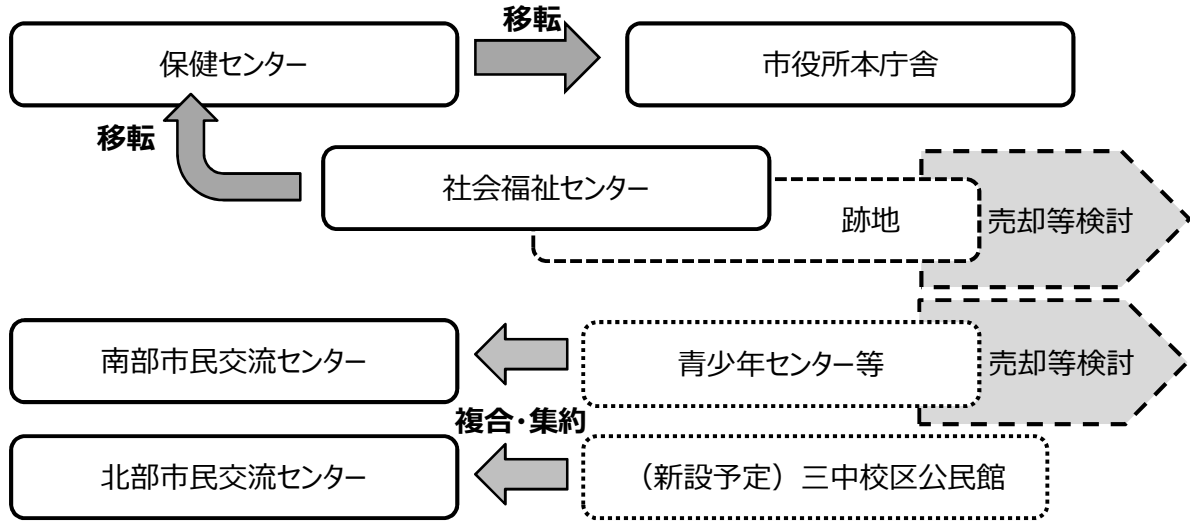 移転
保健センター
市役所本庁舎
移転
社会福祉センター
跡地
売却等検討
南部市民交流センター
青少年センター等
売却等検討
複合・集約
北部市民交流センター
（新設予定）三中校区公民館